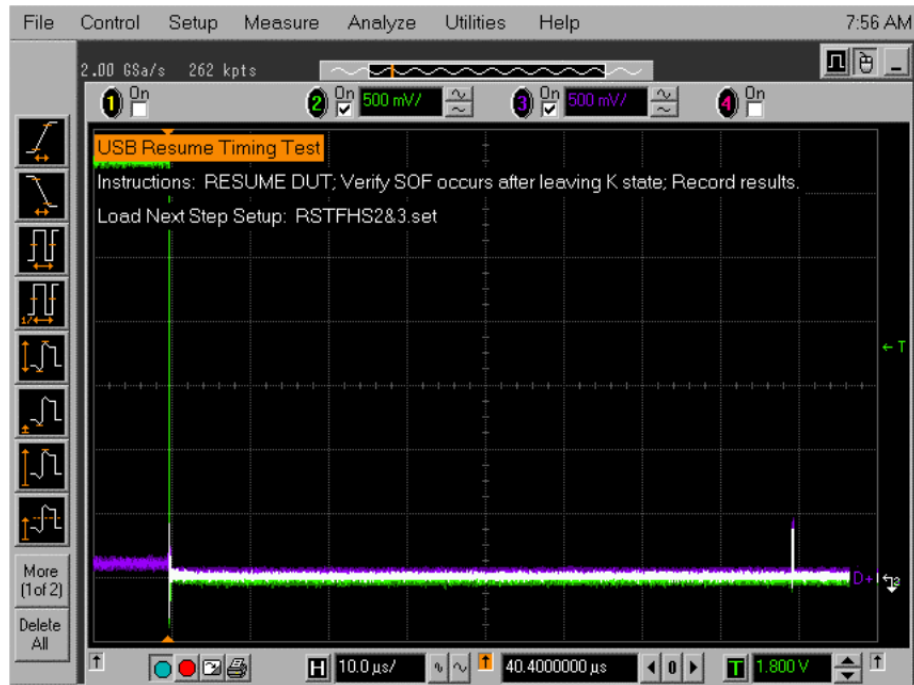 File Control Setup Measure Analyze Utilities Help 7:56 AM
2.00 GSa/s 262 kpts
1 On 2 On 500 mV/ 3 On 500 mV/ 4 On
USB Resume Timing Test
Instructions: RESUME DUT; Verify SOF occurs after leaving K state; Record results.
Load Next Step Setup: RSTFHS2&3.set
T
D+
More
(1 of 2)
Delete
All
H 10.0 µs/ 40.4000000 µs 0 T 1.800 V